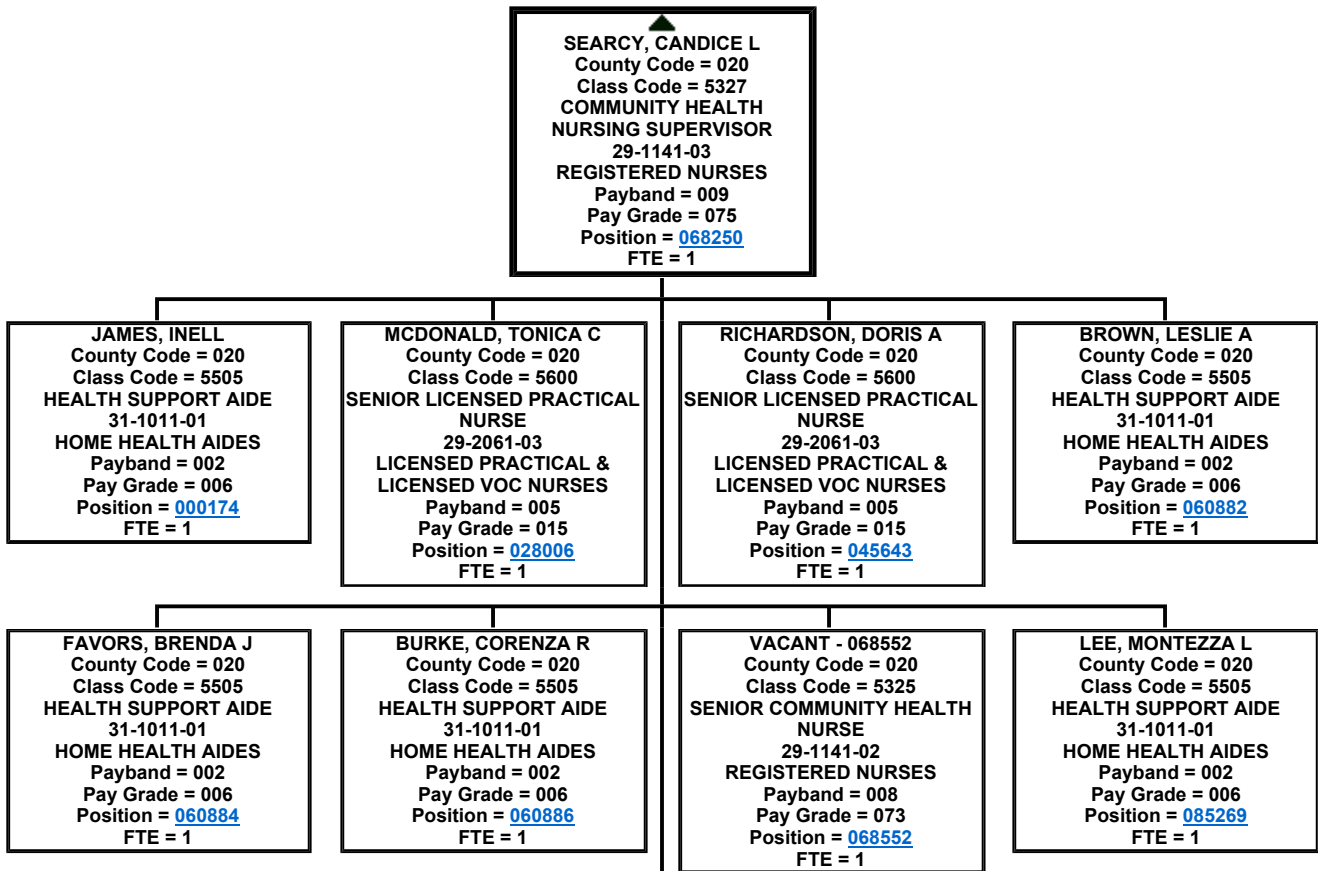 SEARCY, CANDICE L
County Code = 020
Class Code = 5327
COMMUNITY HEALTH
NURSING SUPERVISOR
29-1141-03
REGISTERED NURSES
Payband = 009
Pay Grade = 075
Position = 068250
FTE = 1
JAMES, INELL
County Code = 020
Class Code = 5505
HEALTH SUPPORT AIDE
31-1011-01
HOME HEALTH AIDES
Payband = 002
Pay Grade = 006
Position = 000174
FTE = 1
MCDONALD, TONICA C
County Code = 020
Class Code = 5600
SENIOR LICENSED PRACTICAL
NURSE
29-2061-03
LICENSED PRACTICAL &
LICENSED VOC NURSES
Payband = 005
Pay Grade = 015
Position = 028006
FTE = 1
RICHARDSON, DORIS A
County Code = 020
Class Code = 5600
SENIOR LICENSED PRACTICAL
NURSE
29-2061-03
LICENSED PRACTICAL &
LICENSED VOC NURSES
Payband = 005
Pay Grade = 015
Position = 045643
FTE = 1
BROWN, LESLIE A
County Code = 020
Class Code = 5505
HEALTH SUPPORT AIDE
31-1011-01
HOME HEALTH AIDES
Payband = 002
Pay Grade = 006
Position = 060882
FTE = 1
FAVORS, BRENDA J
County Code = 020
Class Code = 5505
HEALTH SUPPORT AIDE
31-1011-01
HOME HEALTH AIDES
Payband = 002
Pay Grade = 006
Position = 060884
FTE = 1
BURKE, CORENZA R
County Code = 020
Class Code = 5505
HEALTH SUPPORT AIDE
31-1011-01
HOME HEALTH AIDES
Payband = 002
Pay Grade = 006
Position = 060886
FTE = 1
VACANT - 068552
County Code = 020
Class Code = 5325
SENIOR COMMUNITY HEALTH
NURSE
29-1141-02
REGISTERED NURSES
Payband = 008
Pay Grade = 073
Position = 068552
FTE = 1
LEE, MONTEZZA L
County Code = 020
Class Code = 5505
HEALTH SUPPORT AIDE
31-1011-01
HOME HEALTH AIDES
Payband = 002
Pay Grade = 006
Position = 085269
FTE = 1